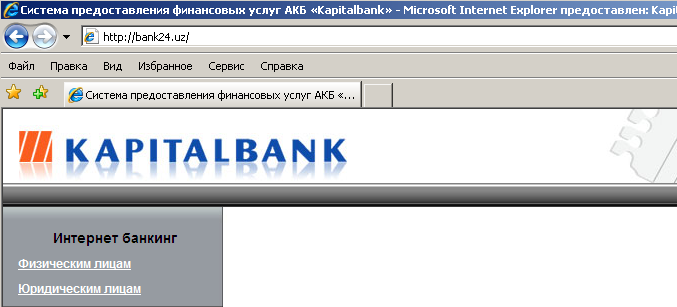 Система предоставления финансовых услуг АКБ «Kapitalbank» - Microsoft Internet Explorer предоставлен: Kapi
http://bank24.uz/
Файл Правка Вид Избранное Сервис Справка
Система предоставления финансовых услуг АКБ «...
KAPITALBANK
Интернет банкинг
Физическим лицам
Юридическим лицам